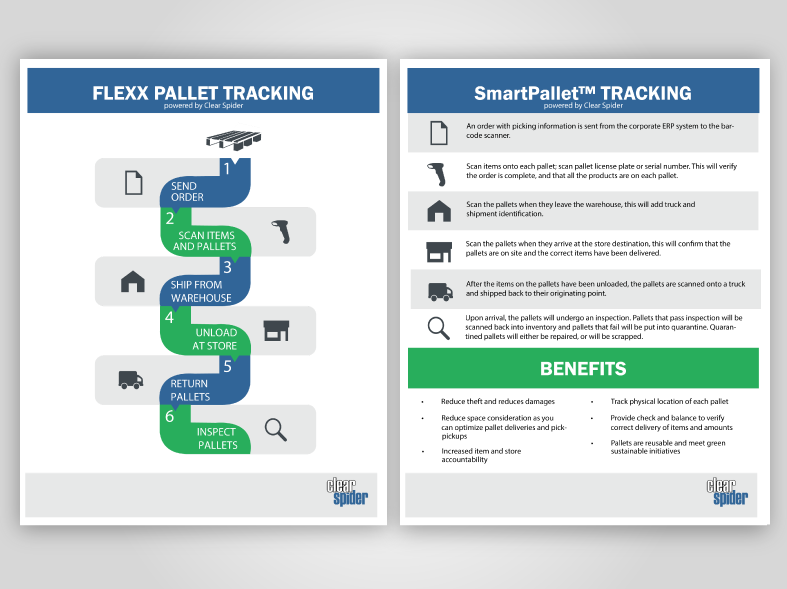 FLEXX PALLET TRACKING
powered by Clear Spider
1
SEND
ORDER
2
SCAN ITEMS
AND PALLETS
3
SHIP FROM
WAREHOUSE
4
UNLOAD
AT STORE
5
RETURN
PALLETS
6
INSPECT
PALLETS
clear
spider
SmartPallet™ TRACKING
powered by Clear Spider
An order with picking information is sent from the corporate ERP system to the bar-
code scanner.
Scan items onto each pallet; scan pallet license plate or serial number. This will verify
the order is complete, and that all the products are on each pallet.
Scan the pallets when they leave the warehouse, this will add truck and
shipment identification.
Scan the pallets when they arrive at the store destination, this will confirm that the
pallets are on site and the correct items have been delivered.
After the items on the pallets have been unloaded, the pallets are scanned onto a truck
and shipped back to their originating point.
Upon arrival, the pallets will undergo an inspection. Pallets that pass inspection will be
scanned back into inventory and pallets that fail will be put into quarantine. Quaran-
tined pallets will either be repaired, or will be scrapped.
BENEFITS
• Reduce theft and reduces damages
• Reduce space consideration as you
can optimize pallet deliveries and pick-
pickups
• Increased item and store
accountability
• Track physical location of each pallet
• Provide check and balance to verify
correct delivery of items and amounts
• Pallets are reusable and meet green
sustainable initiatives
clear
spider